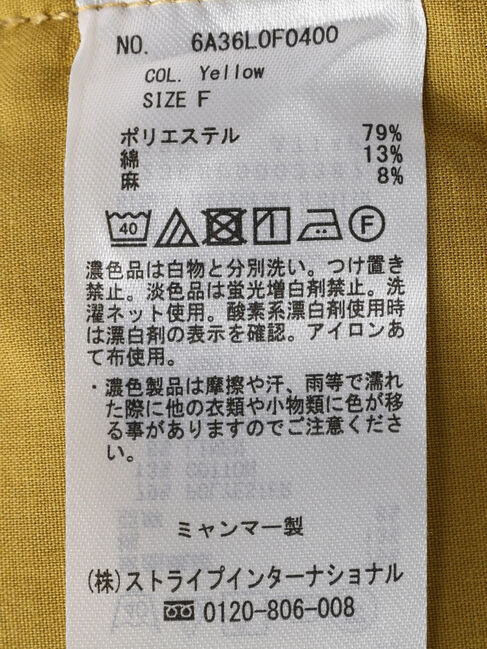 NO. 6A36L0F0400
COL. Yellow
SIZE F
ポリエステル 79%
綿 13%
麻 8%
40 F
濃色品は白物と分別洗い。つけ置き
禁止。淡色品は蛍光増白剤禁止。洗
濯ネット使用。酸素系漂白剤使用時
は漂白剤の表示を確認。アイロンあ
て布使用。
・濃色製品は摩擦や汗、雨等で濡れ
た際に他の衣類や小物類に色が移
る事がありますのでご注意くださ
い。
ミャンマー製
(株)ストライプインターナショナル
0120-806-008